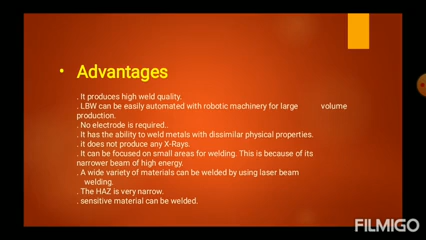 • Advantages
. It produces high weld quality.
. LBW can be easily automated with robotic machinery for large volume
production.
. No electrode is required..
. It has the ability to weld metals with dissimilar physical properties.
. it does not produce any X-Rays.
. It can be focused on small areas for welding. This is because of its
narrower beam of high energy.
. A wide variety of materials can be welded by using laser beam
welding.
. The HAZ is very narrow.
. sensitive material can be welded.
FILMIGO